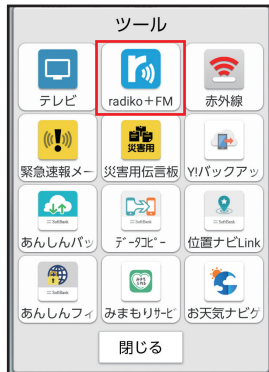 ツール
テレビ
radiko+FM
赤外線
緊急速報メー
災害用
災害用伝言板
Y!バックアッ
SoftBank
あんしんバッ
ﾃﾞｰﾀｺﾋﾟｰ
SoftBank
位置ナビLink
SoftBank
あんしんフィ
みまもりｻｰﾋﾞ
お天気ナビゲ
閉じる